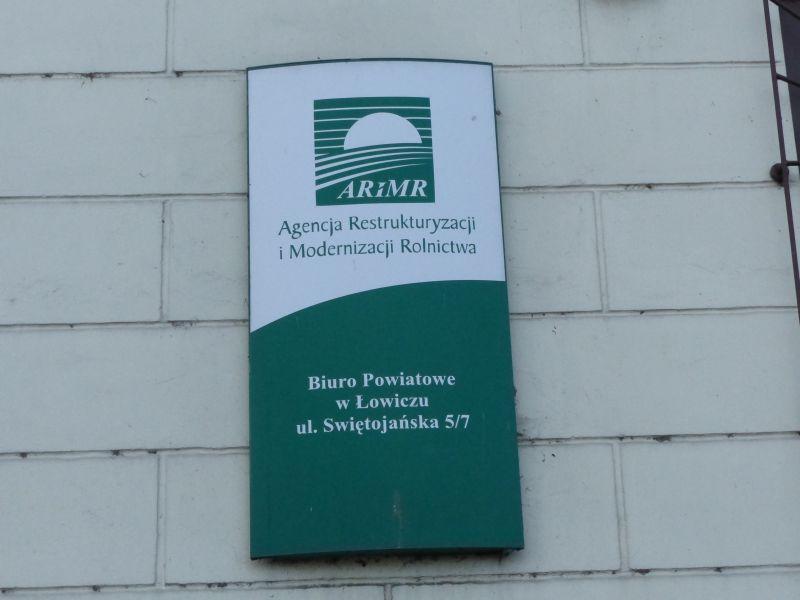 ARiMR
Agencja Restrukturyzacji
i Modernizacji Rolnictwa
Biuro Powiatowe
w Łowiczu
ul. Swiętojańska 5/7